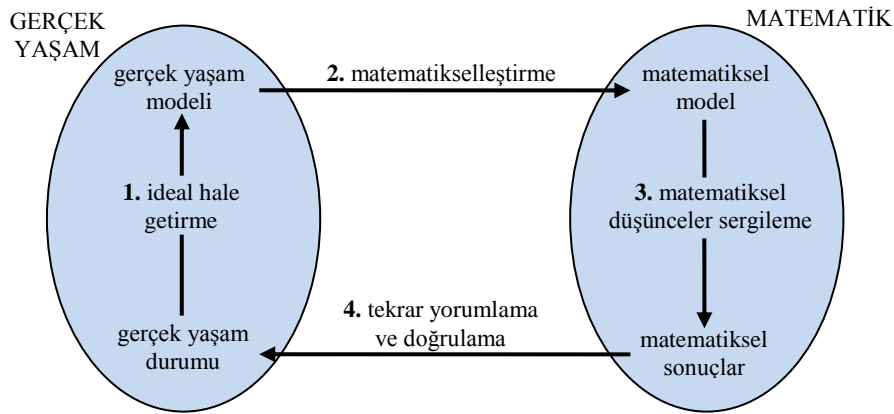 GERÇEK
YAŞAM
MATEMATİK
gerçek yaşam
modeli
2. matematikselleştirme
matematiksel
model
1. ideal hale
getirme
3. matematiksel
düşünceler sergileme
4. tekrar yorumlama
ve doğrulama
gerçek yaşam
durumu
matematiksel
sonuçlar